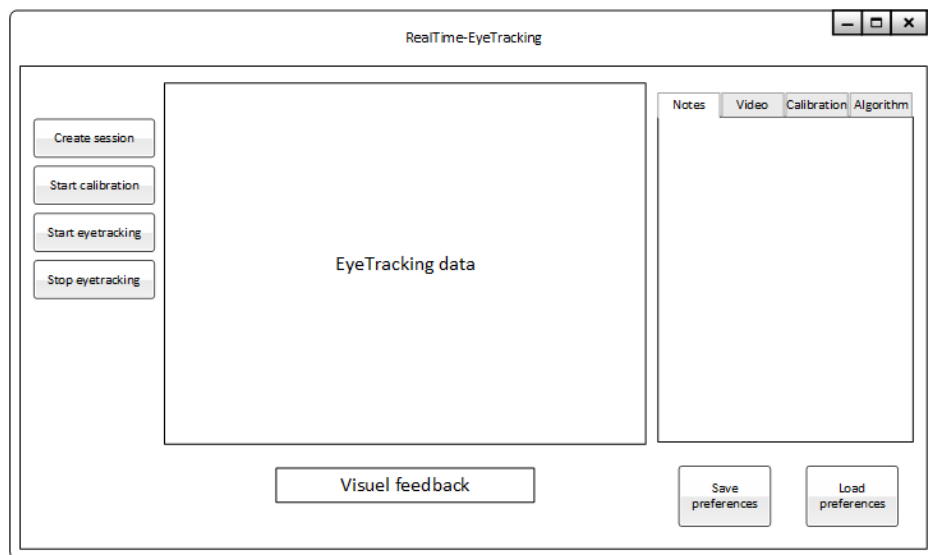 RealTime-EyeTracking
Create session
Start calibration
Start eyetracking
Stop eyetracking
EyeTracking data
Visuel feedback
Notes Video Calibration Algorithm
Save
preferences
Load
preferences